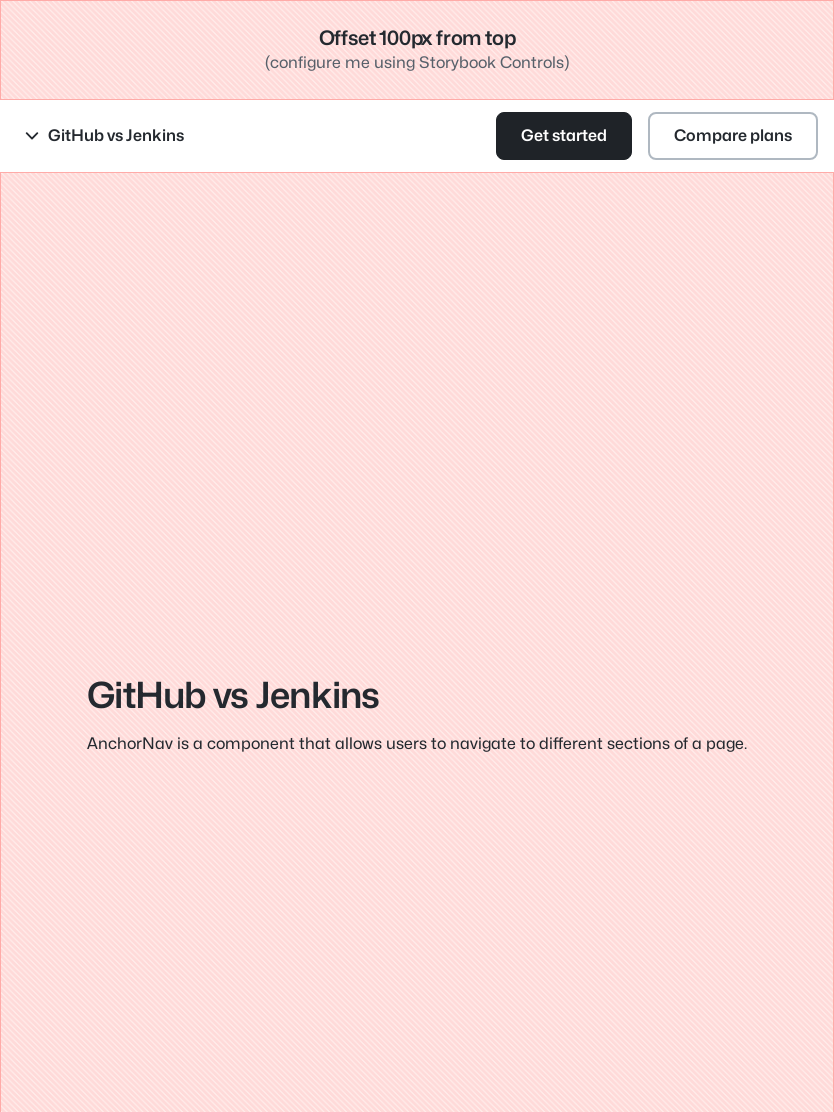 Offset 100px from top
(configure me using Storybook Controls)
GitHub vs Jenkins
Get started
Compare plans
GitHub vs Jenkins
AnchorNav is a component that allows users to navigate to different sections of a page.